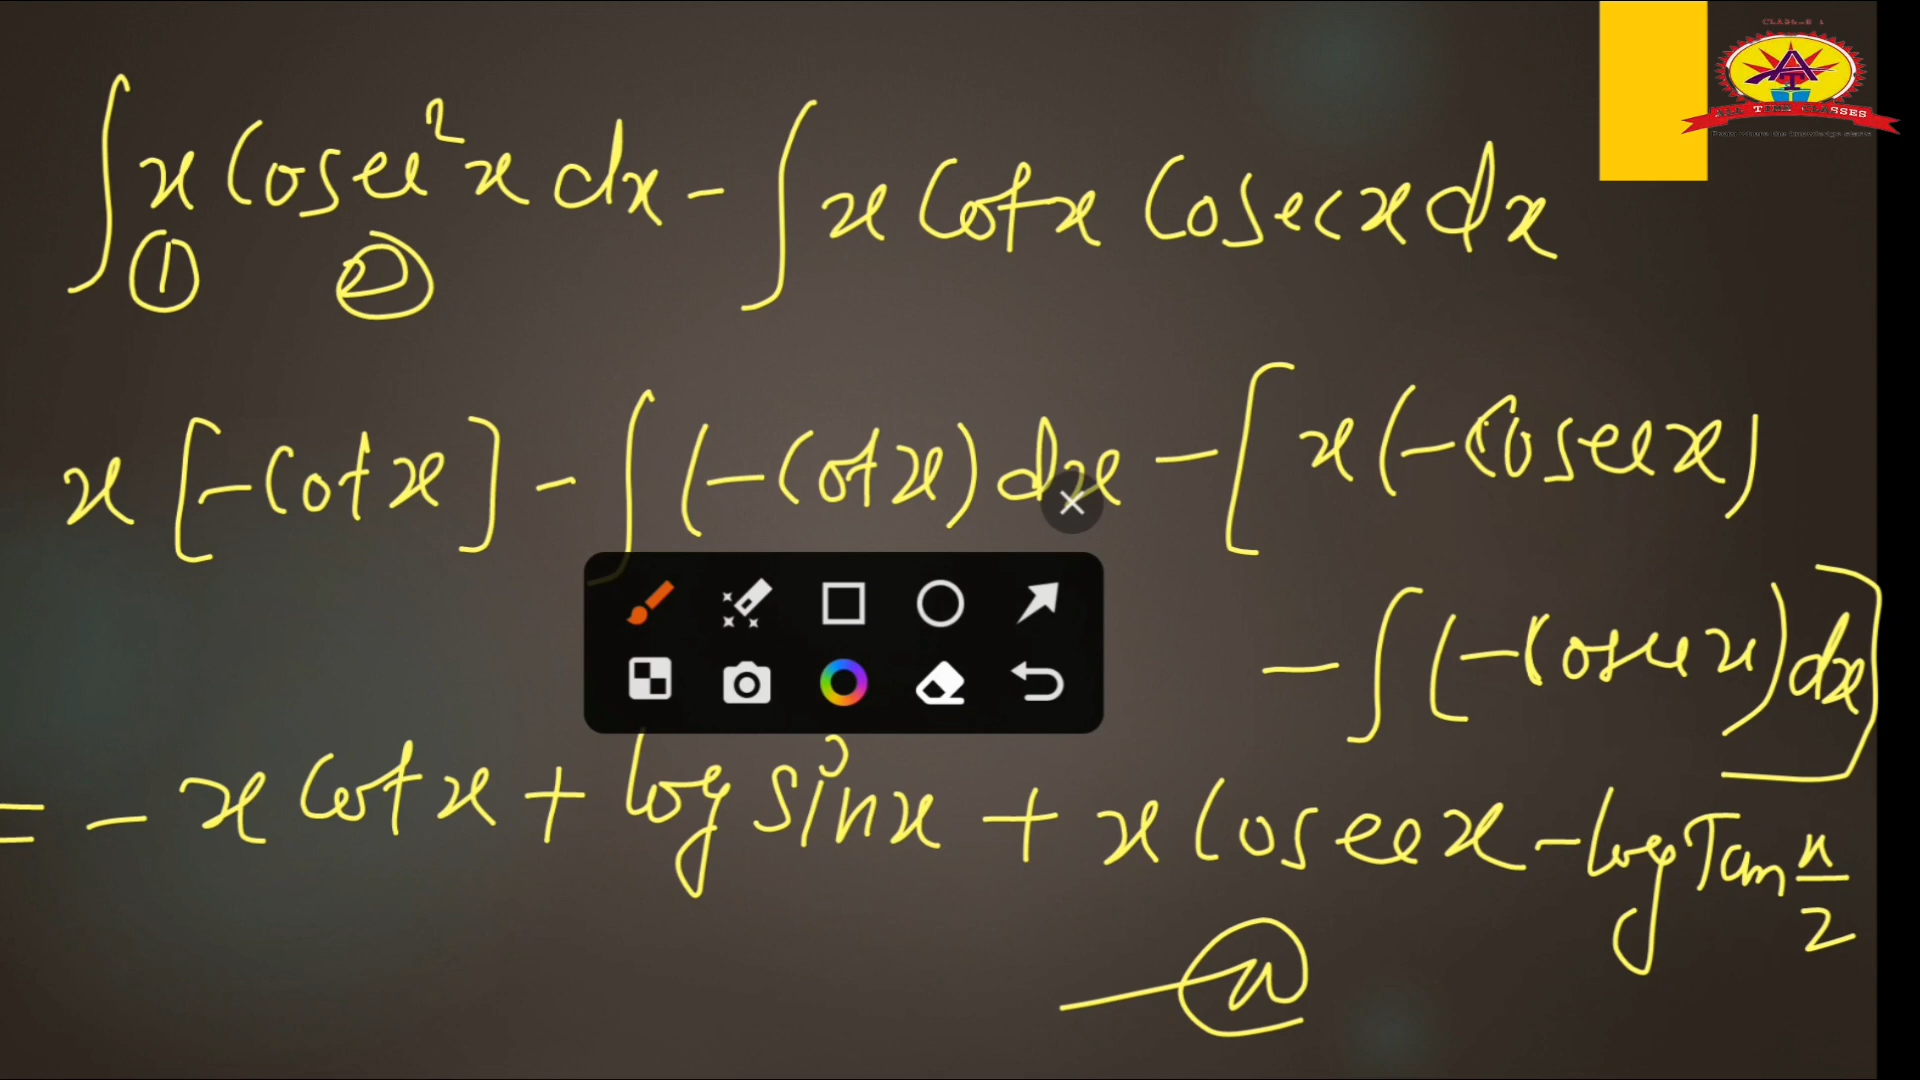 ∫ x Cosec²x dx - ∫ x Cotx Cosecx dx
① ②
x [-Cotx] - ∫ (-Cotx) dx - [x (-Cosecx)
- ∫ (-Cosecx) dx]
= - x Cotx + log sinx + x Cosecx - log Tan x/2
CLASSES